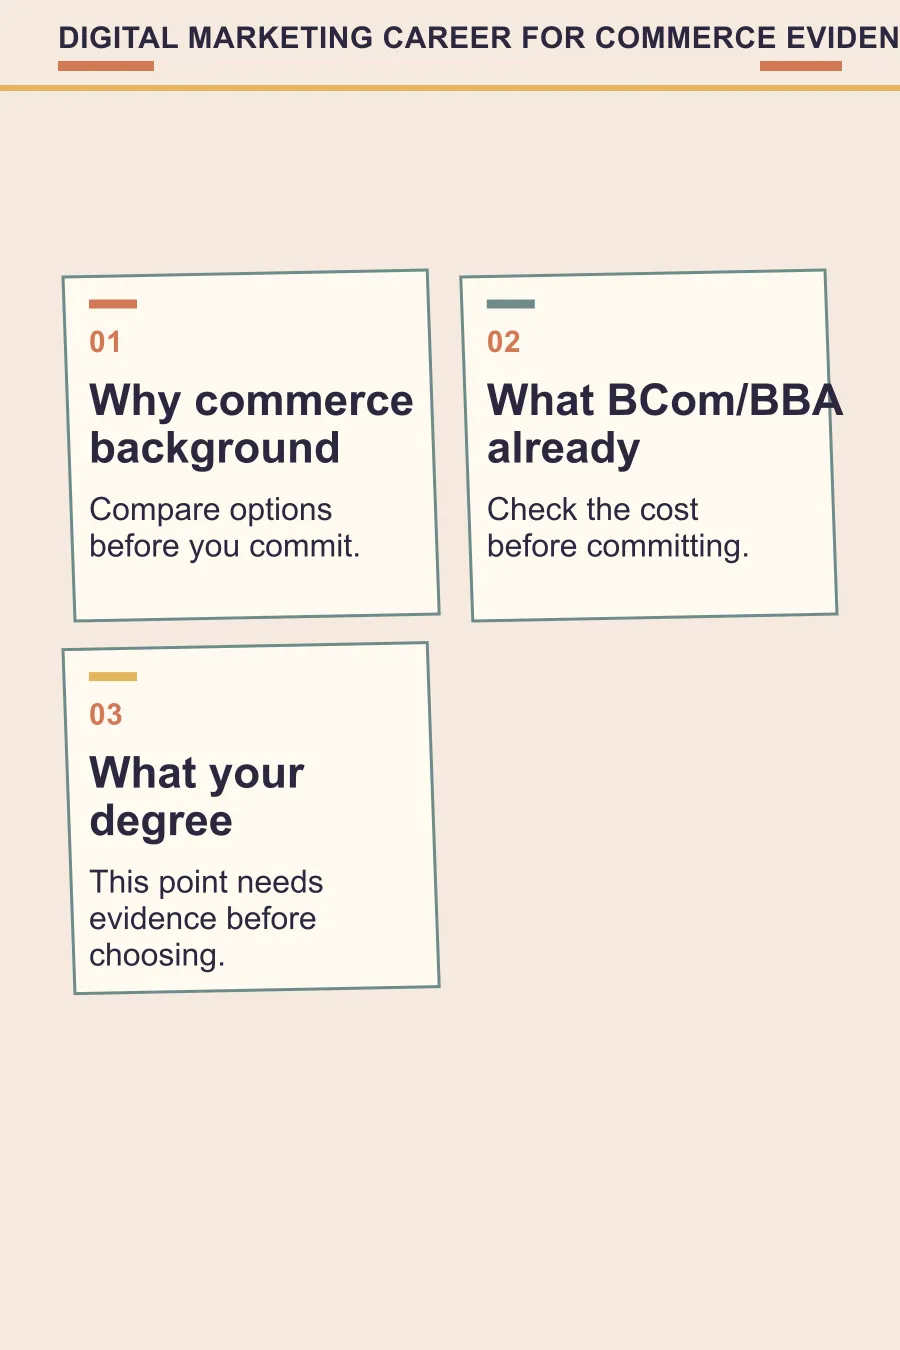 DIGITAL MARKETING CAREER FOR COMMERCE EVIDEN
01
Why commerce
background
Compare options
before you commit.
02
What BCom/BBA
already
Check the cost
before committing.
03
What your
degree
This point needs
evidence before
choosing.